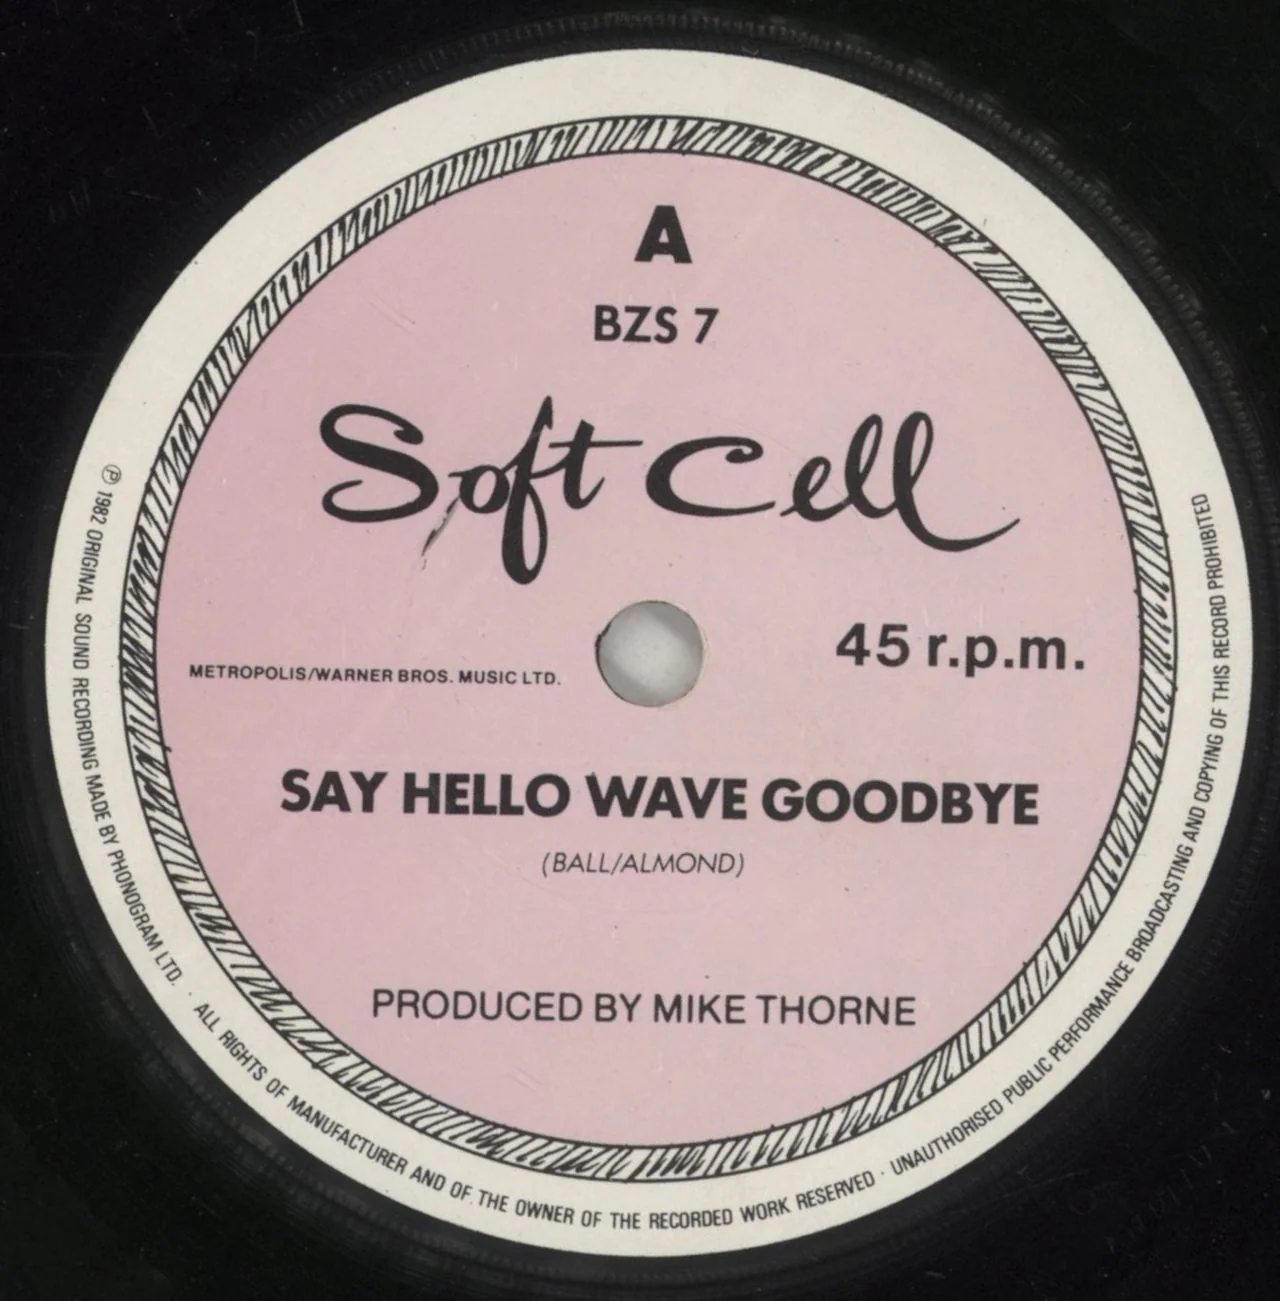 A
BZS 7
Soft Cell
45 r.p.m.
METROPOLIS/WARNER BROS. MUSIC LTD.
SAY HELLO WAVE GOODBYE
(BALL/ALMOND)
PRODUCED BY MIKE THORNE
℗ 1982 ORIGINAL SOUND RECORDING MADE BY PHONOGRAM LTD. · ALL RIGHTS OF MANUFACTURER AND OF THE OWNER OF THE RECORDED WORK RESERVED · UNAUTHORISED PUBLIC PERFORMANCE BROADCASTING AND COPYING OF THIS RECORD PROHIBITED